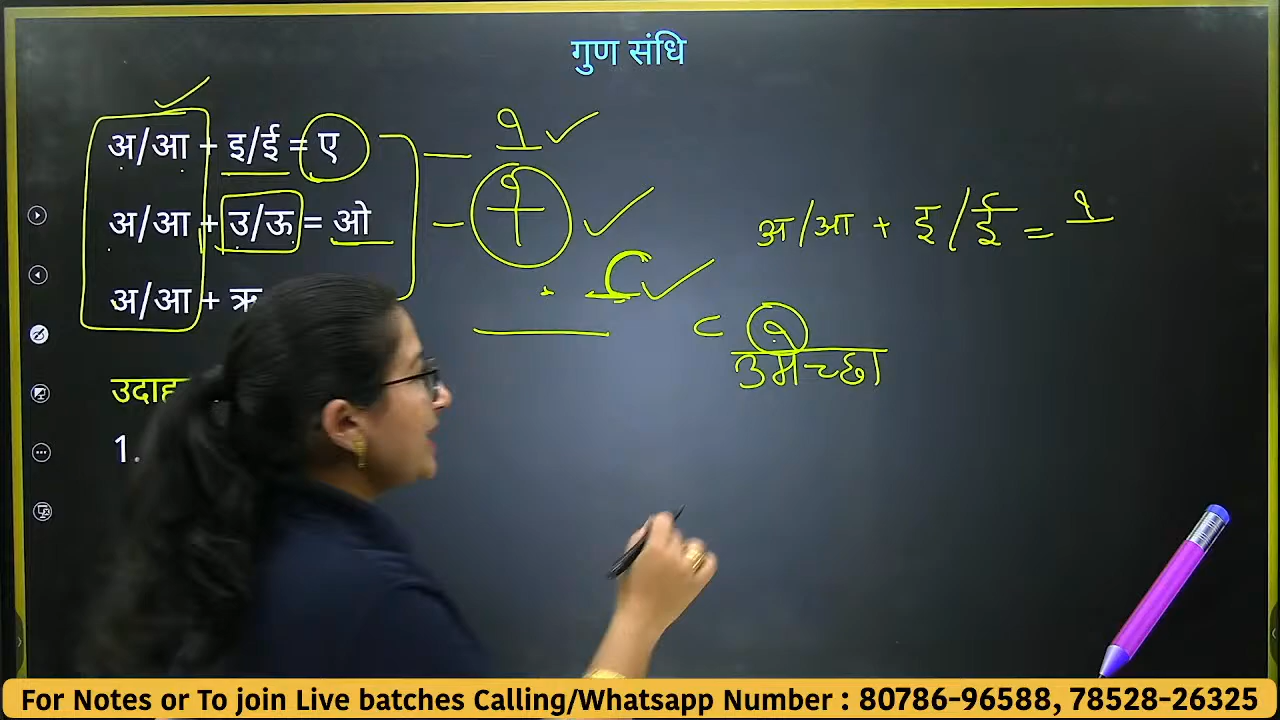 गुण संधि
अ/आ + इ/ई = ए
अ/आ + उ/ऊ = ओ
अ/आ + ऋ
अ/आ + इ/ई = े
उमेच्छा
उदाह
1.
For Notes or To join Live batches Calling/Whatsapp Number : 80786-96588, 78528-26325